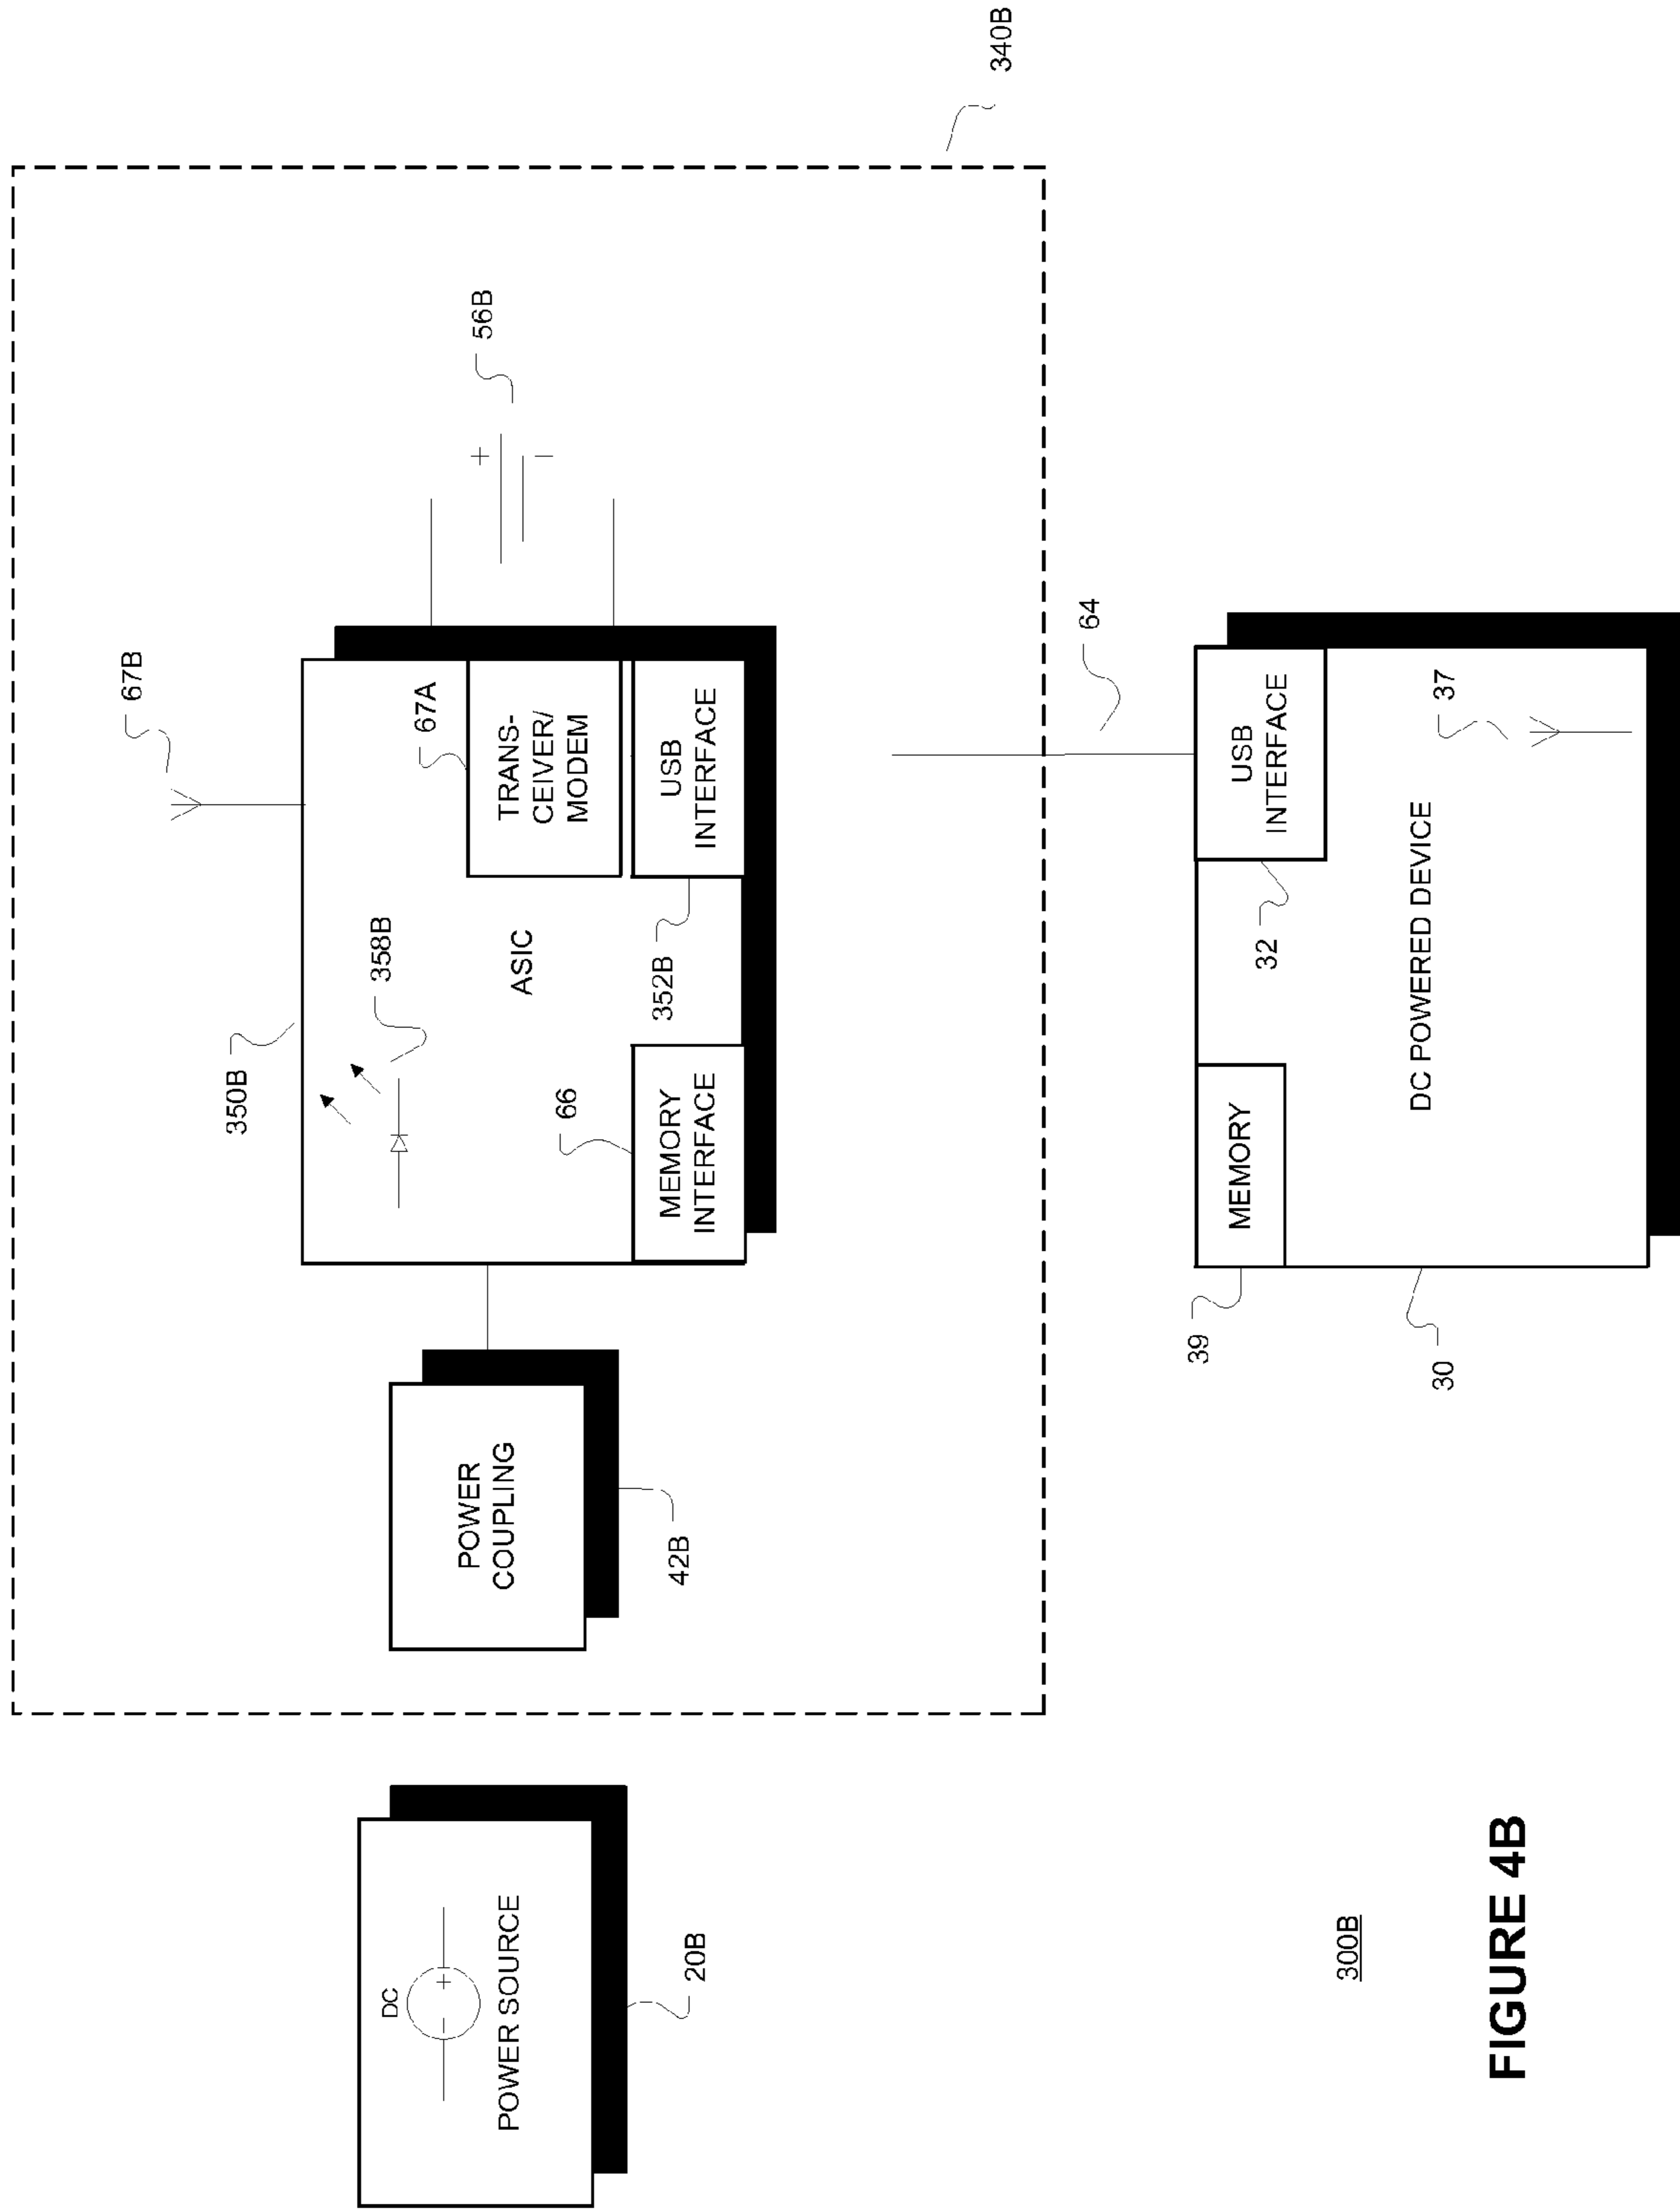 340B
67B
56B
350B
358B
67A
TRANS-
CEIVER/
MODEM
ASIC
66
MEMORY
INTERFACE
352B
USB
INTERFACE
+
–
POWER
COUPLING
42B
DC
– +
POWER SOURCE
20B
64
39
MEMORY
32
USB
INTERFACE
37
DC POWERED DEVICE
30
300B
FIGURE 4B